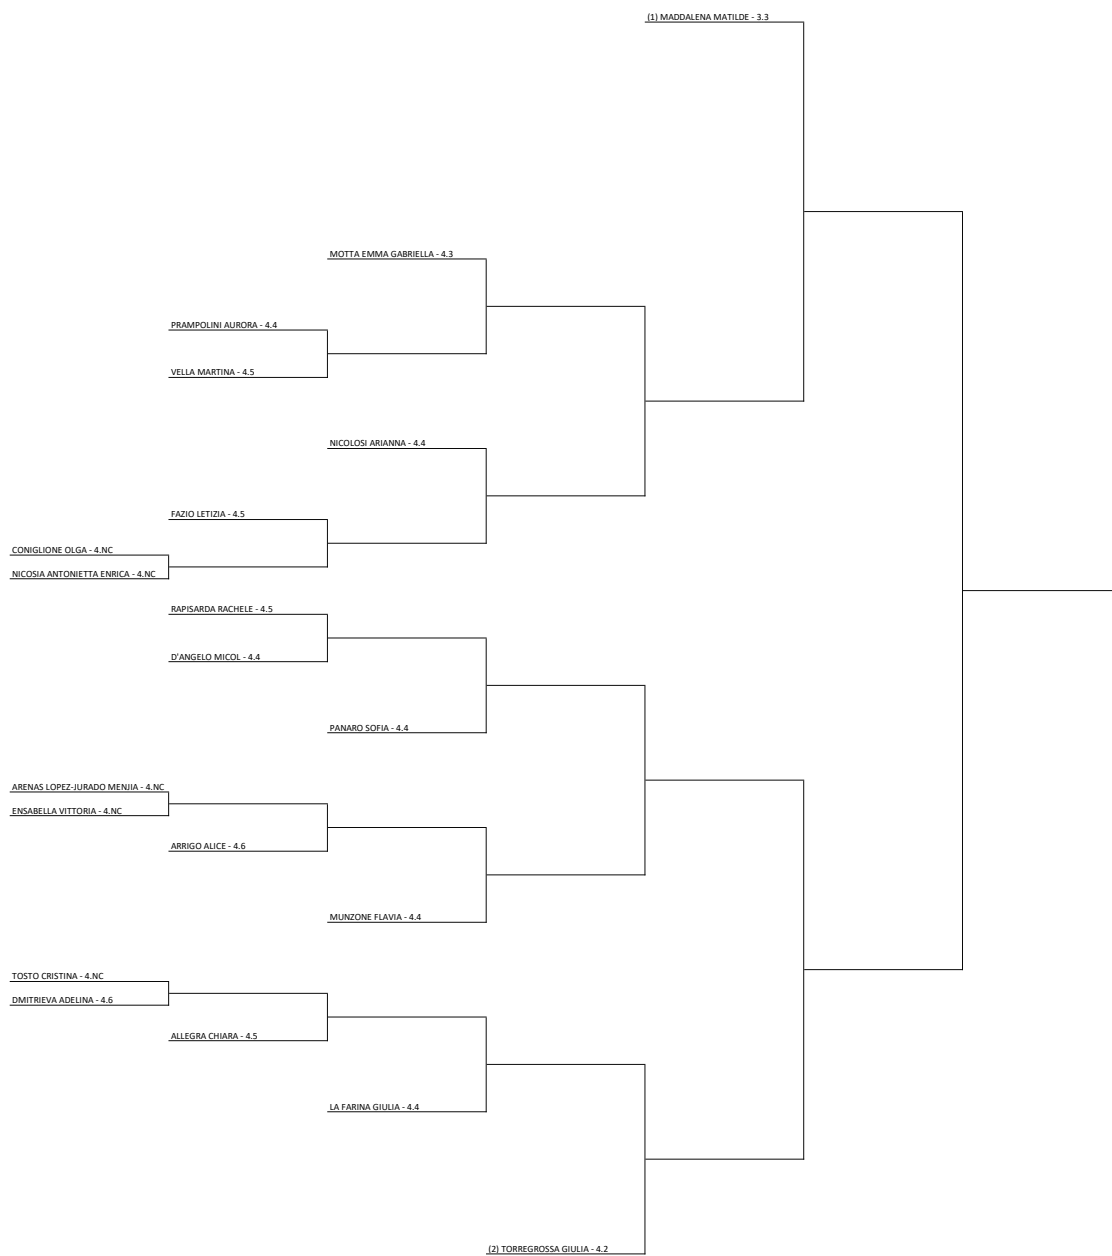 (1) MADDALENA MATILDE - 3.3
MOTTA EMMA GABRIELLA - 4.3
PRAMPOLINI AURORA - 4.4
VELLA MARTINA - 4.5
NICOLOSI ARIANNA - 4.4
FAZIO LETIZIA - 4.5
CONIGLIONE OLGA - 4.NC
NICOSIA ANTONIETTA ENRICA - 4.NC
RAPISARDA RACHELE - 4.5
D'ANGELO MICOL - 4.4
PANARO SOFIA - 4.4
ARENAS LOPEZ-JURADO MENJIA - 4.NC
ENSABELLA VITTORIA - 4.NC
ARRIGO ALICE - 4.6
MUNZONE FLAVIA - 4.4
TOSTO CRISTINA - 4.NC
DMITRIEVA ADELINA - 4.6
ALLEGRA CHIARA - 4.5
LA FARINA GIULIA - 4.4
(2) TORREGROSSA GIULIA - 4.2